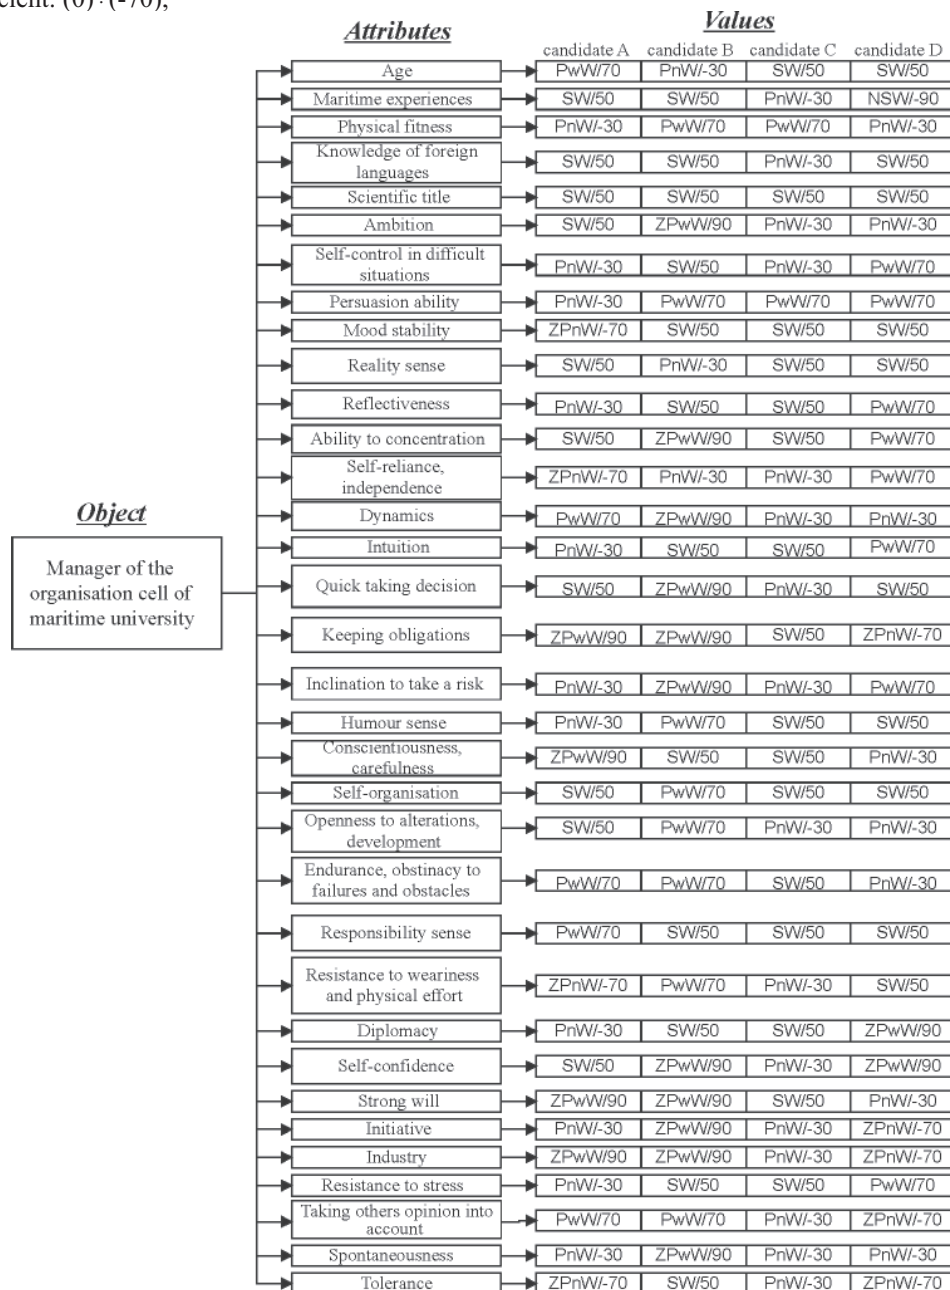 (0)÷(-70),
Attributes Values
candidate A candidate B candidate C candidate D
Age PwW/70 PnW/-30 SW/50 SW/50
Maritime experiences SW/50 SW/50 PnW/-30 NSW/-90
Physical fitness PnW/-30 PwW/70 PwW/70 PnW/-30
Knowledge of foreign
languages SW/50 SW/50 PnW/-30 SW/50
Scientific title SW/50 SW/50 SW/50 SW/50
Ambition SW/50 ZPwW/90 PnW/-30 PnW/-30
Self-control in difficult
situations PnW/-30 SW/50 PnW/-30 PwW/70
Persuasion ability PnW/-30 PwW/70 PwW/70 PwW/70
Mood stability ZPnW/-70 SW/50 SW/50 SW/50
Reality sense SW/50 PnW/-30 SW/50 SW/50
Reflectiveness PnW/-30 SW/50 SW/50 PwW/70
Ability to concentration SW/50 ZPwW/90 SW/50 PwW/70
Self-reliance,
independence ZPnW/-70 PnW/-30 PnW/-30 PwW/70
Object
Manager of the
organisation cell of
maritime university
Dynamics PwW/70 ZPwW/90 PnW/-30 PnW/-30
Intuition PnW/-30 SW/50 SW/50 PwW/70
Quick taking decision SW/50 ZPwW/90 PnW/-30 SW/50
Keeping obligations ZPwW/90 ZPwW/90 SW/50 ZPnW/-70
Inclination to take a risk PnW/-30 ZPwW/90 PnW/-30 PwW/70
Humour sense PnW/-30 PwW/70 SW/50 SW/50
Conscientiousness,
carefulness ZPwW/90 SW/50 SW/50 PnW/-30
Self-organisation SW/50 PwW/70 SW/50 SW/50
Openness to alterations,
development SW/50 PwW/70 PnW/-30 PnW/-30
Endurance, obstinacy to
failures and obstacles PwW/70 PwW/70 SW/50 PnW/-30
Responsibility sense PwW/70 SW/50 SW/50 SW/50
Resistance to weariness
and physical effort ZPnW/-70 PwW/70 PnW/-30 SW/50
Diplomacy PnW/-30 SW/50 SW/50 ZPwW/90
Self-confidence SW/50 ZPwW/90 PnW/-30 ZPwW/90
Strong will ZPwW/90 ZPwW/90 SW/50 PnW/-30
Initiative PnW/-30 ZPwW/90 PnW/-30 ZPnW/-70
Industry ZPwW/90 ZPwW/90 PnW/-30 ZPnW/-70
Resistance to stress PnW/-30 SW/50 SW/50 PwW/70
Taking others opinion into
account PwW/70 PwW/70 PnW/-30 ZPnW/-70
Spontaneousness PnW/-30 ZPwW/90 PnW/-30 PnW/-30
Tolerance ZPnW/-70 SW/50 PnW/-30 ZPnW/-70